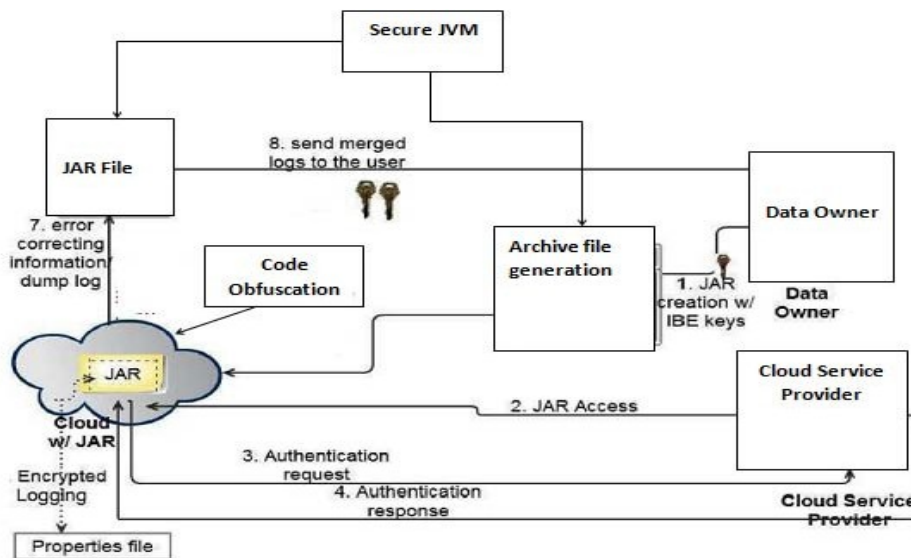 Secure JVM
8. send merged
logs to the user
JAR File
Data Owner
7. error
correcting
information/
dump log
Code
Obfuscation
Archive file
generation
1. JAR
creation w/
IBE keys
Data
Owner
JAR
Cloud
w/ JAR
2. JAR Access
Cloud Service
Provider
3. Authentication
request
. Encrypted
Logging
4. Authentication
response
Cloud Service
Provider
Properties file